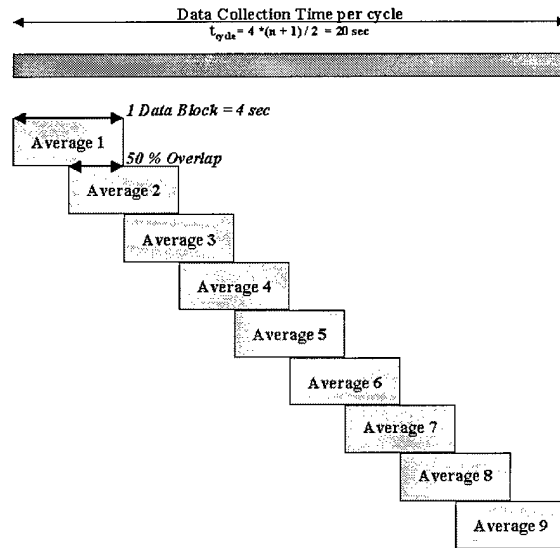 Data Collection Time per cycle
t_cycle = 4 *(n + 1) / 2 = 20 sec
1 Data Block = 4 sec
Average 1
50 % Overlap
Average 2
Average 3
Average 4
Average 5
Average 6
Average 7
Average 8
Average 9